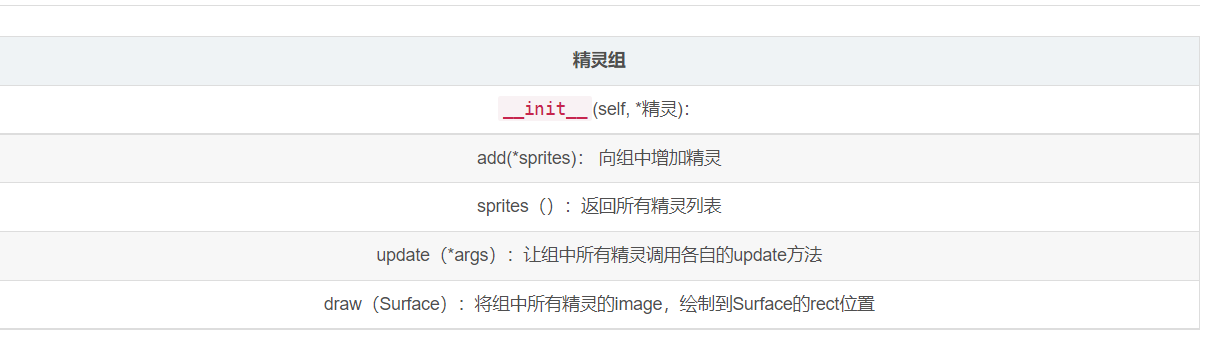 精灵组
__init__(self, *精灵):
add(*sprites)： 向组中增加精灵
sprites（）：返回所有精灵列表
update（*args）：让组中所有精灵调用各自的update方法
draw（Surface）：将组中所有精灵的image，绘制到Surface的rect位置